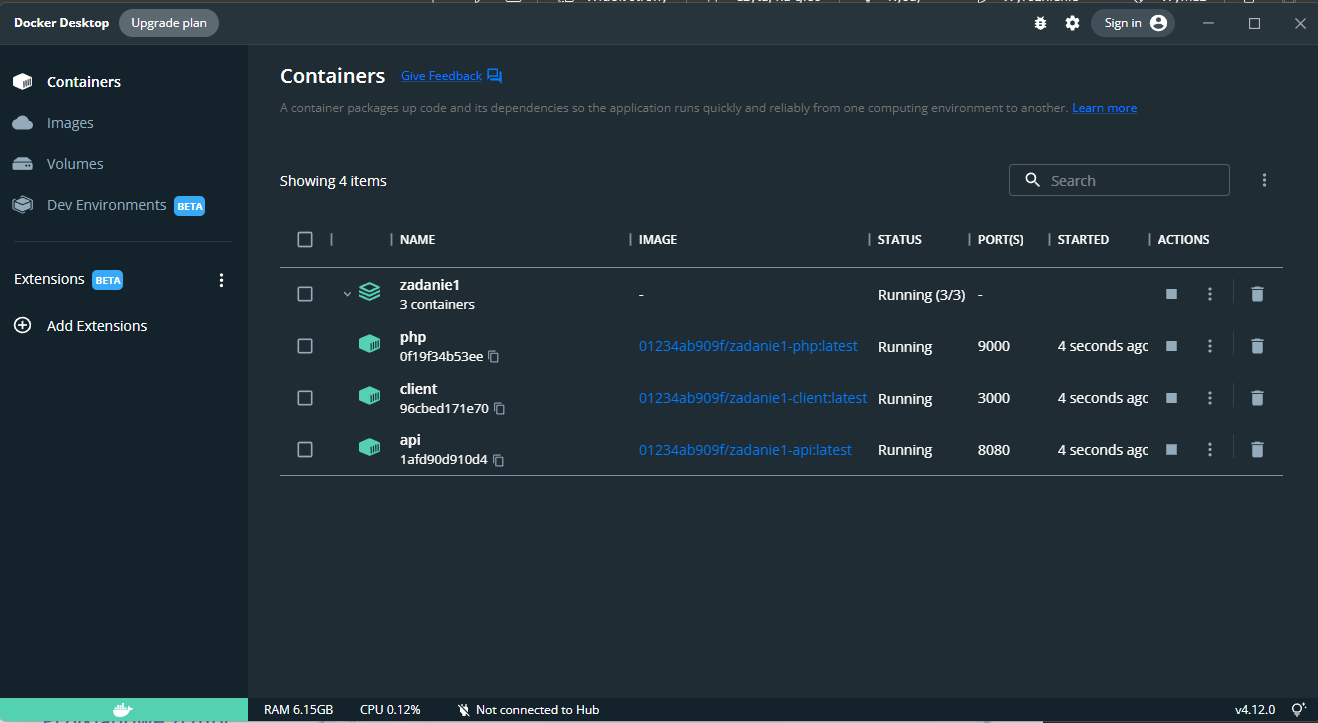 Docker Desktop
Upgrade plan
Sign in
Containers
Images
Volumes
Dev Environments BETA
Extensions BETA
Add Extensions
Containers Give Feedback
A container packages up code and its dependencies so the application runs quickly and reliably from one computing environment to another. Learn more
Showing 4 items
Search
NAME IMAGE STATUS PORT(S) STARTED ACTIONS
zadanie1
3 containers
- Running (3/3) -
php
0f19f34b53ee
01234ab909f/zadanie1-php:latest Running 9000 4 seconds agc
client
96cbed171e70
01234ab909f/zadanie1-client:latest Running 3000 4 seconds agc
api
1afd90d910d4
01234ab909f/zadanie1-api:latest Running 8080 4 seconds agc
RAM 6.15GB CPU 0.12% Not connected to Hub v4.12.0